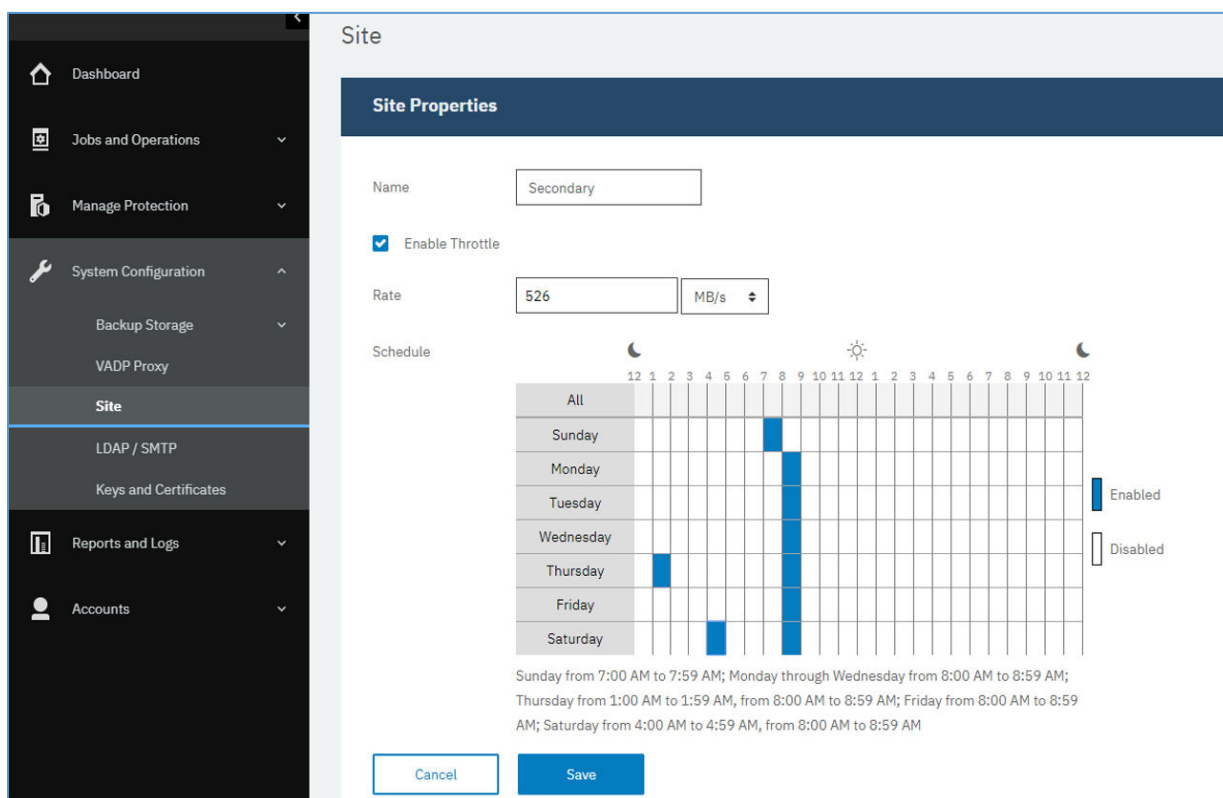 Site
Dashboard
Site Properties
Jobs and Operations
Name
Secondary
Manage Protection
Enable Throttle
System Configuration
Rate
526
MB/s
Backup Storage
Schedule
VADP Proxy
12 1 2 3 4 5 6 7 8 9 10 11 12 1 2 3 4 5 6 7 8 9 10 11 12
Site
All
Sunday
LDAP / SMTP
Monday
Keys and Certificates
Tuesday
Enabled
Wednesday
Reports and Logs
Disabled
Thursday
Accounts
Friday
Saturday
Sunday from 7:00 AM to 7:59 AM; Monday through Wednesday from 8:00 AM to 8:59 AM;
Thursday from 1:00 AM to 1:59 AM, from 8:00 AM to 8:59 AM; Friday from 8:00 AM to 8:59
AM; Saturday from 4:00 AM to 4:59 AM, from 8:00 AM to 8:59 AM
Cancel
Save